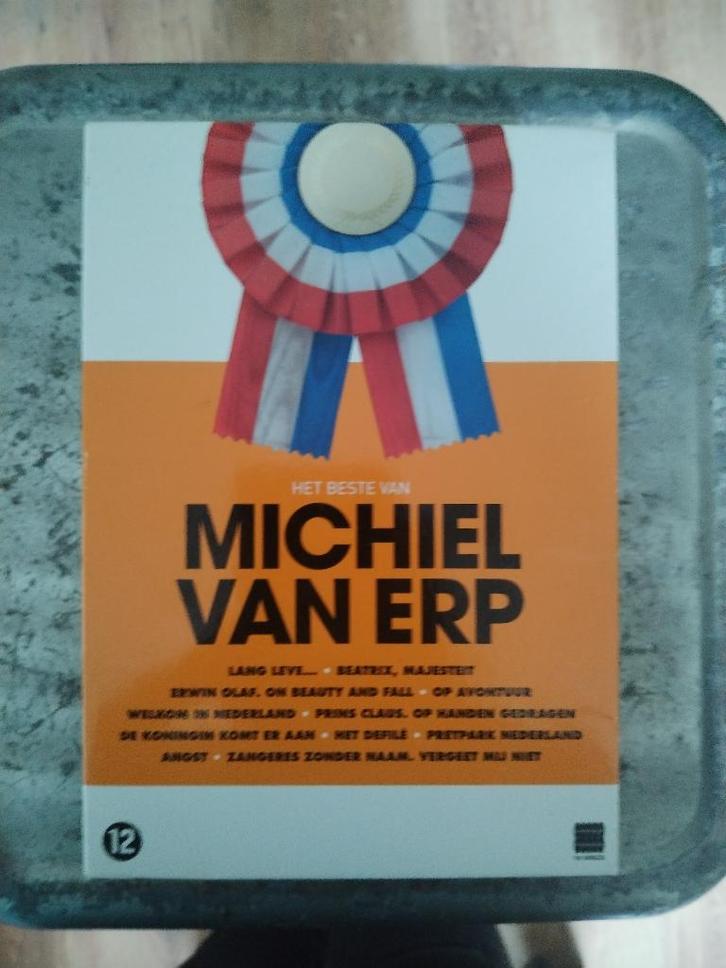 HET BESTE VAN
MICHIEL
VAN ERP
LANG LEVE... • BEATRIX, MAJESTEIT
ERWIN OLAF. ON BEAUTY AND FALL • OP AVONTUUR
WELKOM IN NEDERLAND • PRINS CLAUS. OP HANDEN GEDRAGEN
DE KONINGIN KOMT ER AAN • HET DEFILÉ • PRETPARK NEDERLAND
ANGST • ZANGERES ZONDER NAAM. VERGEET MIJ NIET
12